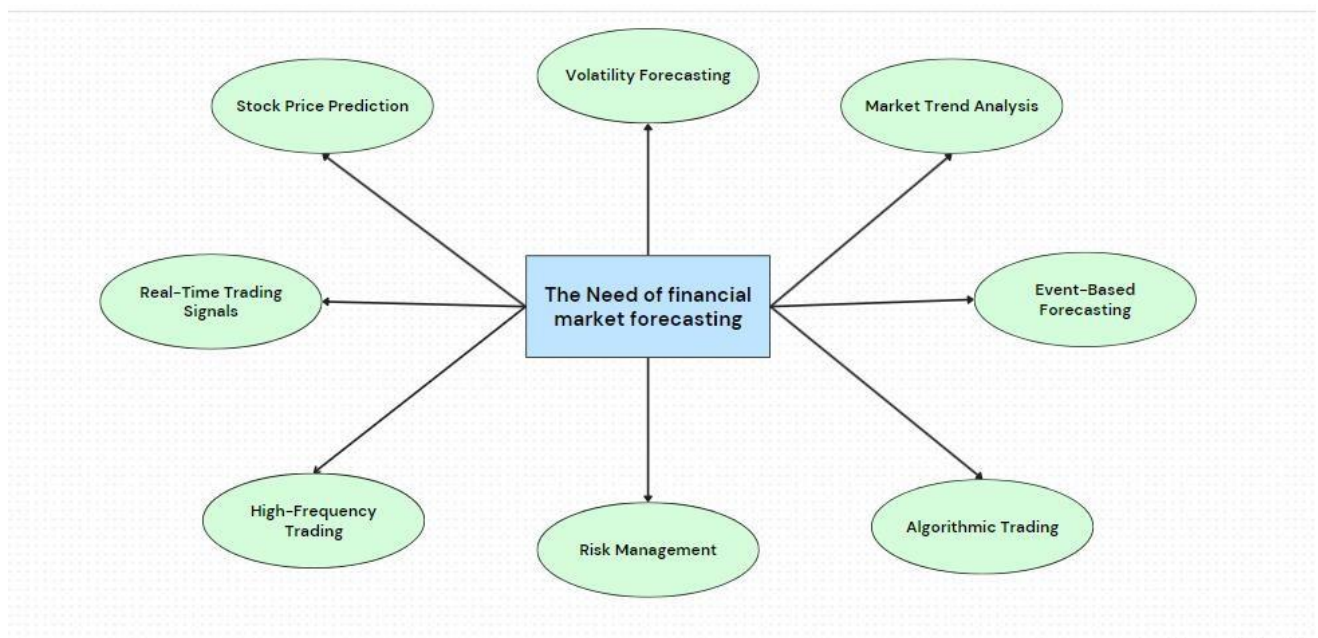 Volatility Forecasting
Stock Price Prediction
Market Trend Analysis
Real-Time Trading
Signals
The Need of financial
market forecasting
Event-Based
Forecasting
High-Frequency
Trading
Risk Management
Algorithmic Trading